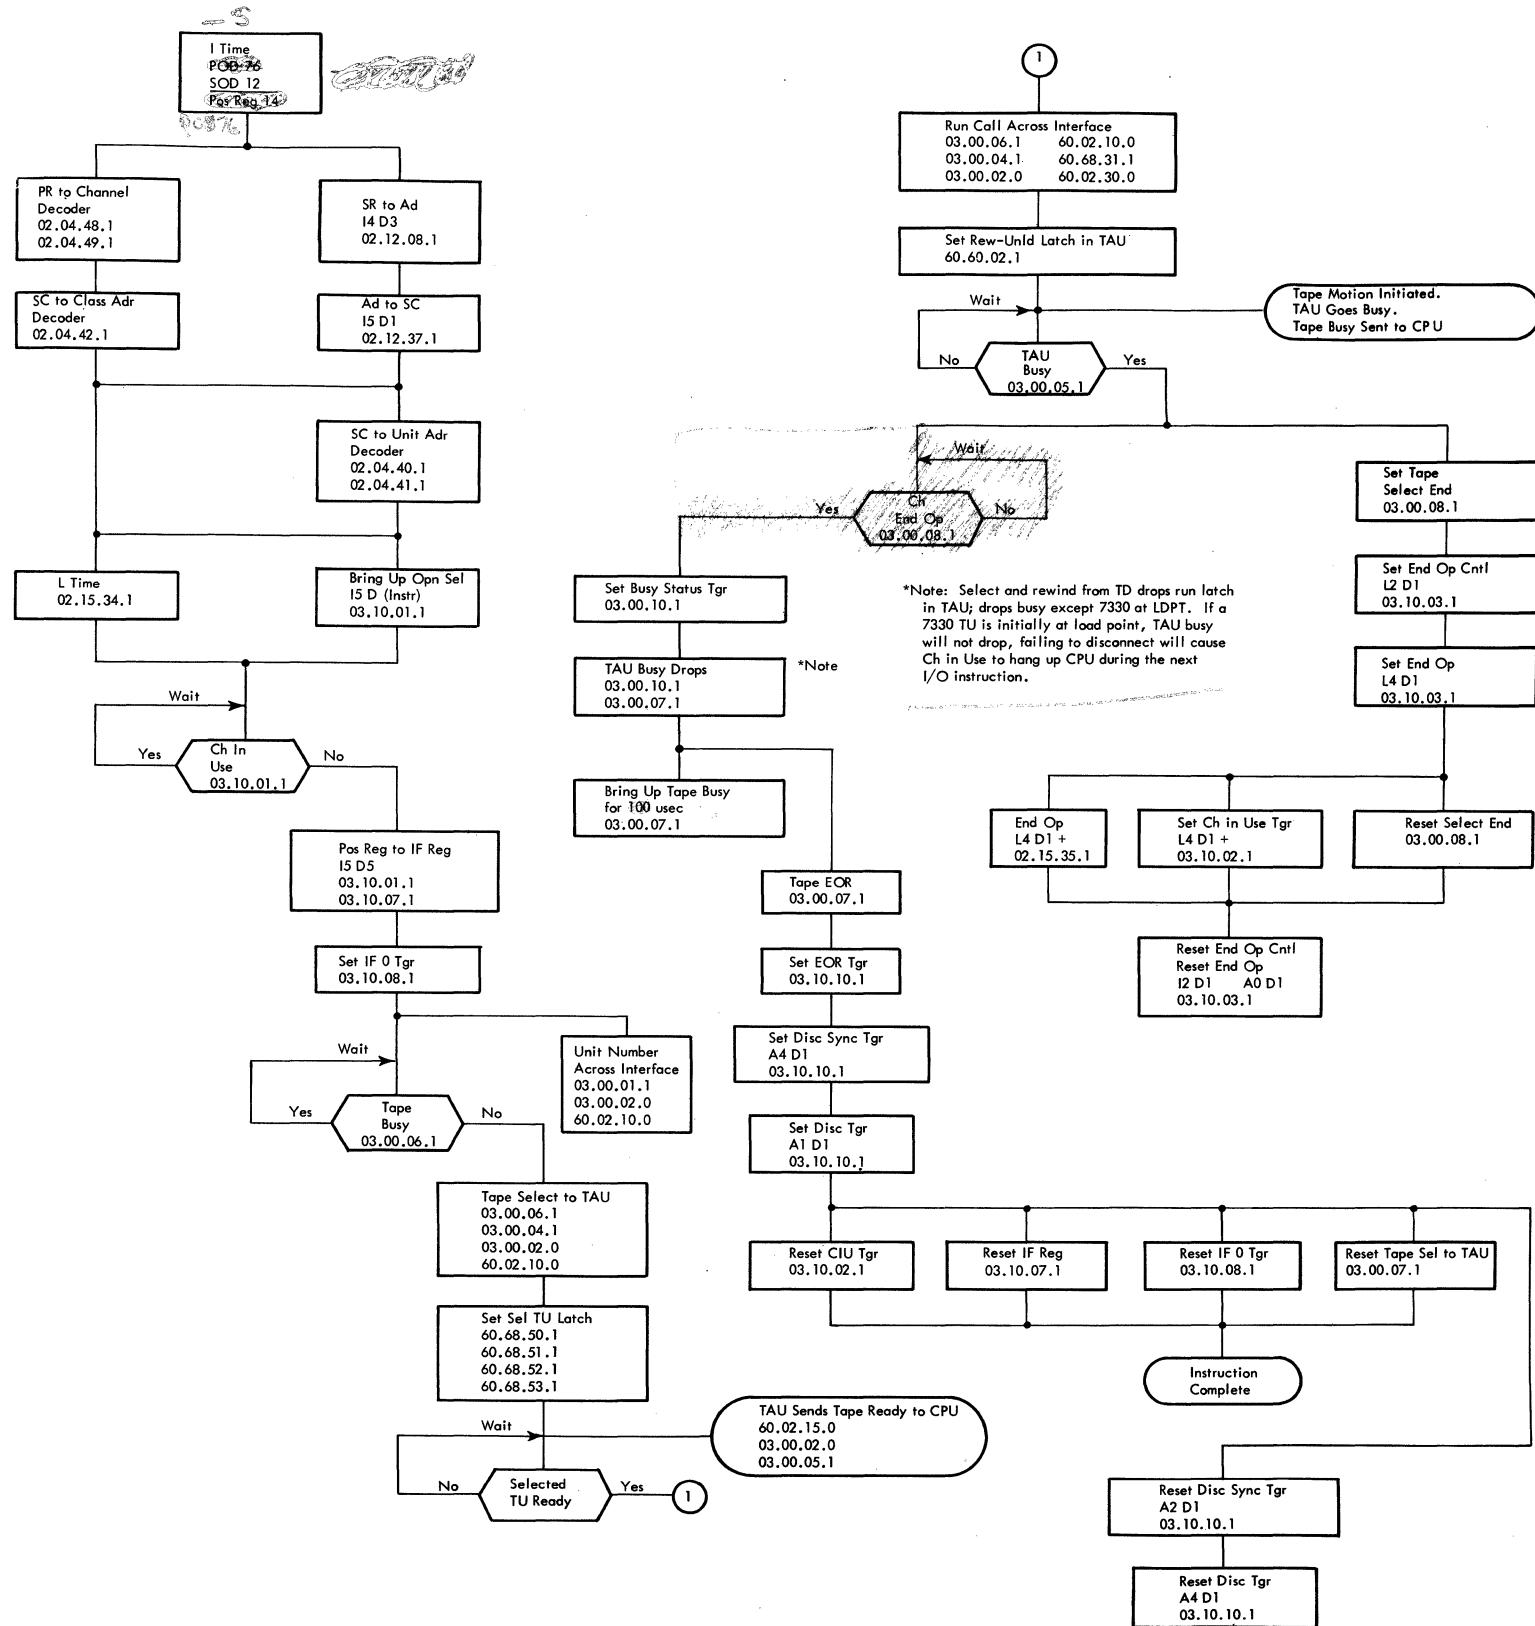 — S
I Time
POD 76
SOD 12
Pos Reg 14
POD 76
PR to Channel
Decoder
02.04.48.1
02.04.49.1
SR to Ad
I4 D3
02.12.08.1
SC to Class Adr
Decoder
02.04.42.1
Ad to SC
I5 D1
02.12.37.1
SC to Unit Adr
Decoder
02.04.40.1
02.04.41.1
L Time
02.15.34.1
Bring Up Opn Sel
I5 D (Instr)
03.10.01.1
Wait
Yes
Ch In
Use
03.10.01.1
No
Pos Reg to IF Reg
I5 D5
03.10.01.1
03.10.07.1
Set IF 0 Tgr
03.10.08.1
Wait
Unit Number
Across Interface
03.00.01.1
03.00.02.0
60.02.10.0
Yes
Tape
Busy
03.00.06.1
No
Tape Select to TAU
03.00.06.1
03.00.04.1
03.00.02.0
60.02.10.0
Set Sel TU Latch
60.68.50.1
60.68.51.1
60.68.52.1
60.68.53.1
Wait
TAU Sends Tape Ready to CPU
60.02.15.0
03.00.02.0
03.00.05.1
No
Selected
TU Ready
Yes
1
1
Run Call Across Interface
03.00.06.1 60.02.10.0
03.00.04.1 60.68.31.1
03.00.02.0 60.02.30.0
Set Rew-Unld Latch in TAU
60.60.02.1
Wait
Tape Motion Initiated.
TAU Goes Busy.
Tape Busy Sent to CPU
No
TAU
Busy
03.00.05.1
Yes
Wait
Yes
Ch
End Op
03.00.08.1
No
Set Tape
Select End
03.00.08.1
Set End Op Cntl
L2 D1
03.10.03.1
Set End Op
L4 D1
03.10.03.1
Set Busy Status Tgr
03.00.10.1
TAU Busy Drops
03.00.10.1
03.00.07.1
*Note
*Note: Select and rewind from TD drops run latch
in TAU; drops busy except 7330 at LDPT. If a
7330 TU is initially at load point, TAU busy
will not drop, failing to disconnect will cause
Ch in Use to hang up CPU during the next
I/O instruction.
Bring Up Tape Busy
for 100 usec
03.00.07.1
End Op
L4 D1 +
02.15.35.1
Set Ch in Use Tgr
L4 D1 +
03.10.02.1
Reset Select End
03.00.08.1
Reset End Op Cntl
Reset End Op
I2 D1 A0 D1
03.10.03.1
Tape EOR
03.00.07.1
Set EOR Tgr
03.10.10.1
Set Disc Sync Tgr
A4 D1
03.10.10.1
Set Disc Tgr
A1 D1
03.10.10.1
Reset CIU Tgr
03.10.02.1
Reset IF Reg
03.10.07.1
Reset IF 0 Tgr
03.10.08.1
Reset Tape Sel to TAU
03.00.07.1
Instruction
Complete
Reset Disc Sync Tgr
A2 D1
03.10.10.1
Reset Disc Tgr
A4 D1
03.10.10.1